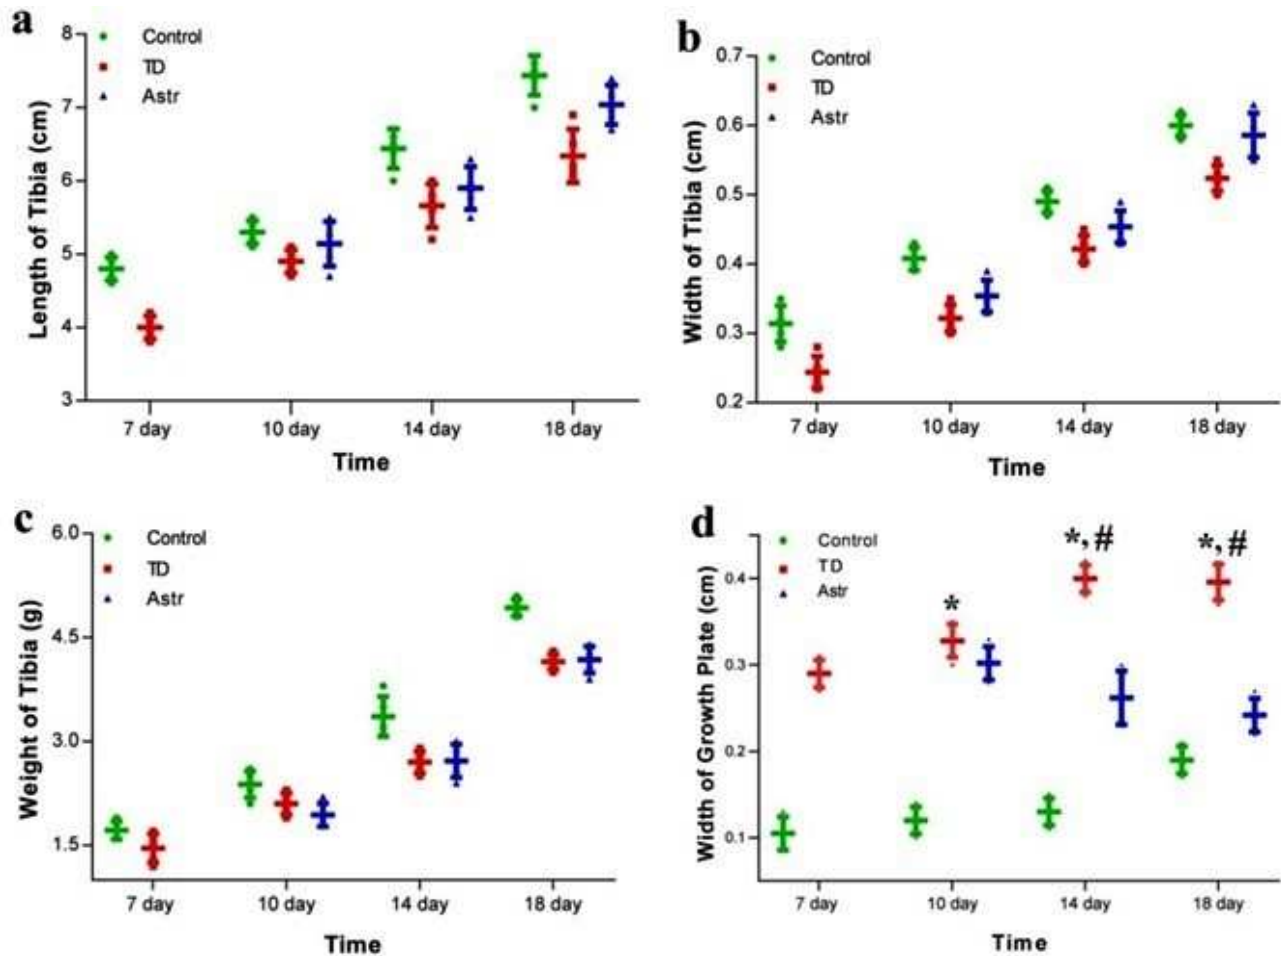 a
Control
TD
Astr
8
7
6
5
4
3
Length of Tibia (cm)
7 day
10 day
14 day
18 day
Time
b
Control
TD
Astr
0.7
0.6
0.5
0.4
0.3
0.2
Width of Tibia (cm)
7 day
10 day
14 day
18 day
Time
c
Control
TD
Astr
6.0
4.5
3.0
1.5
Weight of Tibia (g)
7 day
10 day
14 day
18 day
Time
d
Control
TD
Astr
*
*, #
*, #
0.4
0.3
0.2
0.1
Width of Growth Plate (cm)
7 day
10 day
14 day
18 day
Time